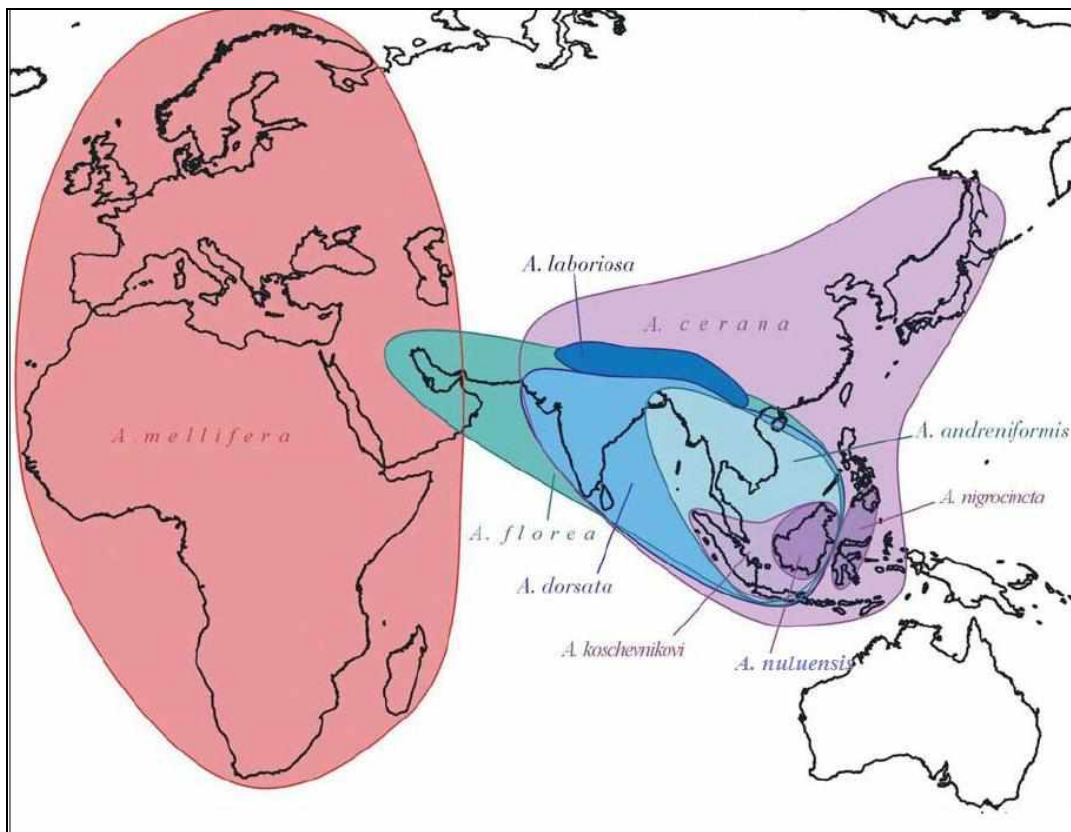 A. laboriosa
A. cerana
A. mellifera
A. andreniformis
A. nigrocincta
A. florea
A. dorsata
A. koschevnikovi
A. nuluensis